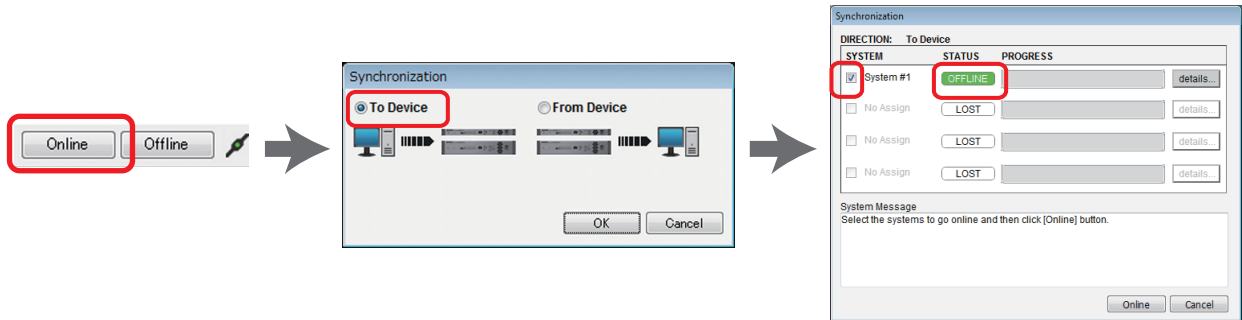 Online
Offline
Synchronization
To Device
From Device
OK
Cancel
Synchronization
DIRECTION: To Device
SYSTEM STATUS PROGRESS
System #1 OFFLINE details...
No Assign LOST details...
No Assign LOST details...
No Assign LOST details...
System Message
Select the systems to go online and then click [Online] button.
Online
Cancel